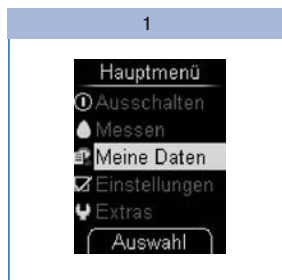 1
Hauptmenü
Ausschalten
Messen
Meine Daten
Einstellungen
Extras
Auswahl